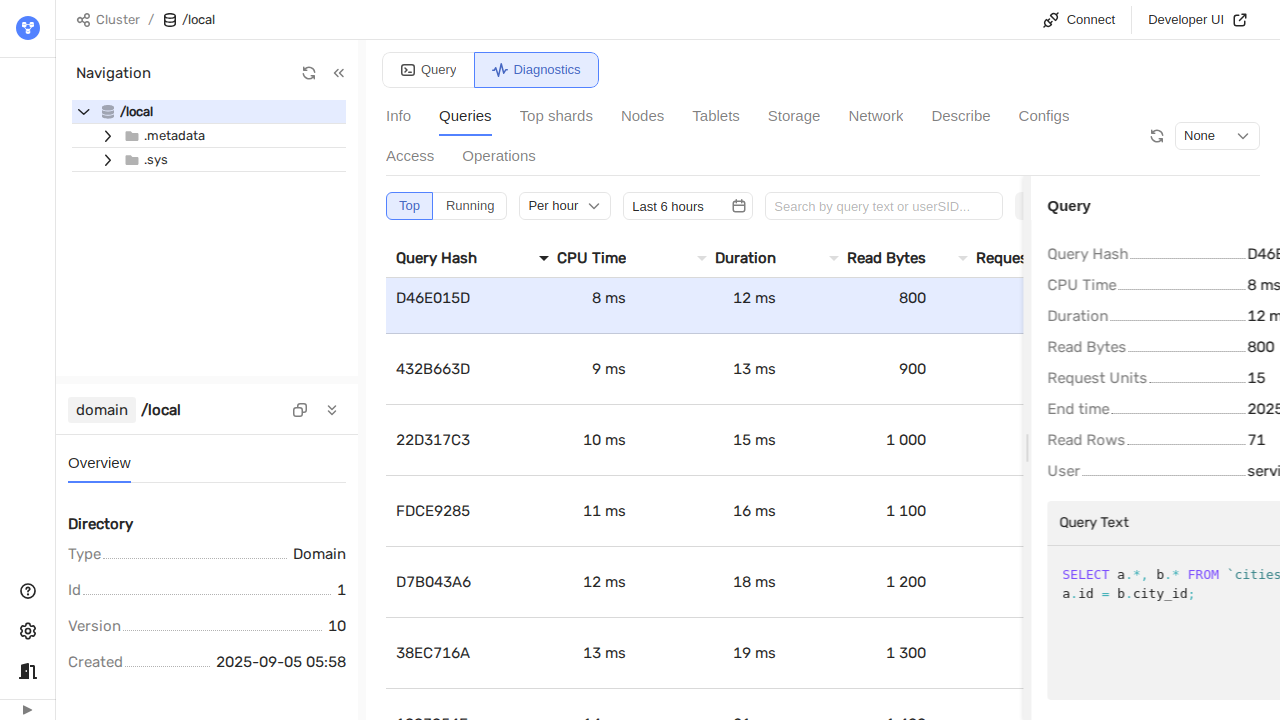 Cluster / /local
Connect
Developer UI
Navigation
/local
.metadata
.sys
domain /local
Overview
Directory
Type Domain
Id 1
Version 10
Created 2025-09-05 05:58
Query
Diagnostics
Info Queries Top shards Nodes Tablets Storage Network Describe Configs
Access Operations
None
Top Running Per hour Last 6 hours Search by query text or userSID...
Query Hash CPU Time Duration Read Bytes
D46E015D 8 ms 12 ms 800
432B663D 9 ms 13 ms 900
22D317C3 10 ms 15 ms 1 000
FDCE9285 11 ms 16 ms 1 100
D7B043A6 12 ms 18 ms 1 200
38EC716A 13 ms 19 ms 1 300
Query
Query Hash
CPU Time 8 ms
Duration 12 m
Read Bytes 800
Request Units 15
End time 2025
Read Rows 71
User servi
Query Text
SELECT a.*, b.* FROM `cities
a.id = b.city_id;